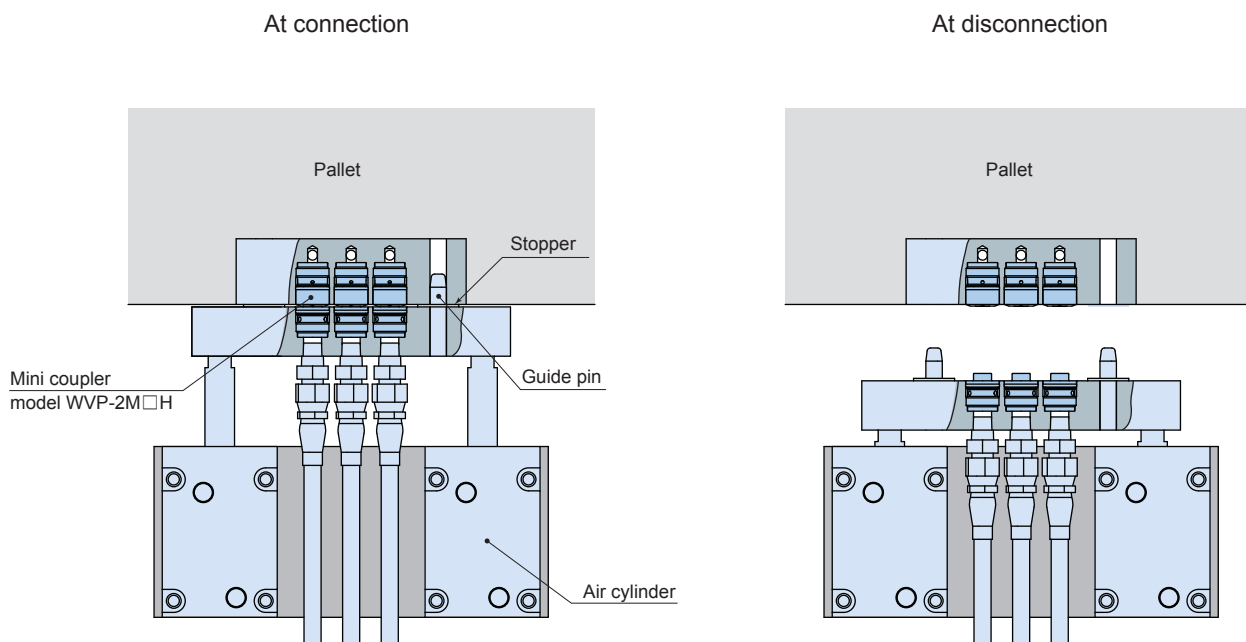 At connection
At disconnection
Pallet
Pallet
Stopper
Mini coupler
model WVP-2M□H
Guide pin
Air cylinder